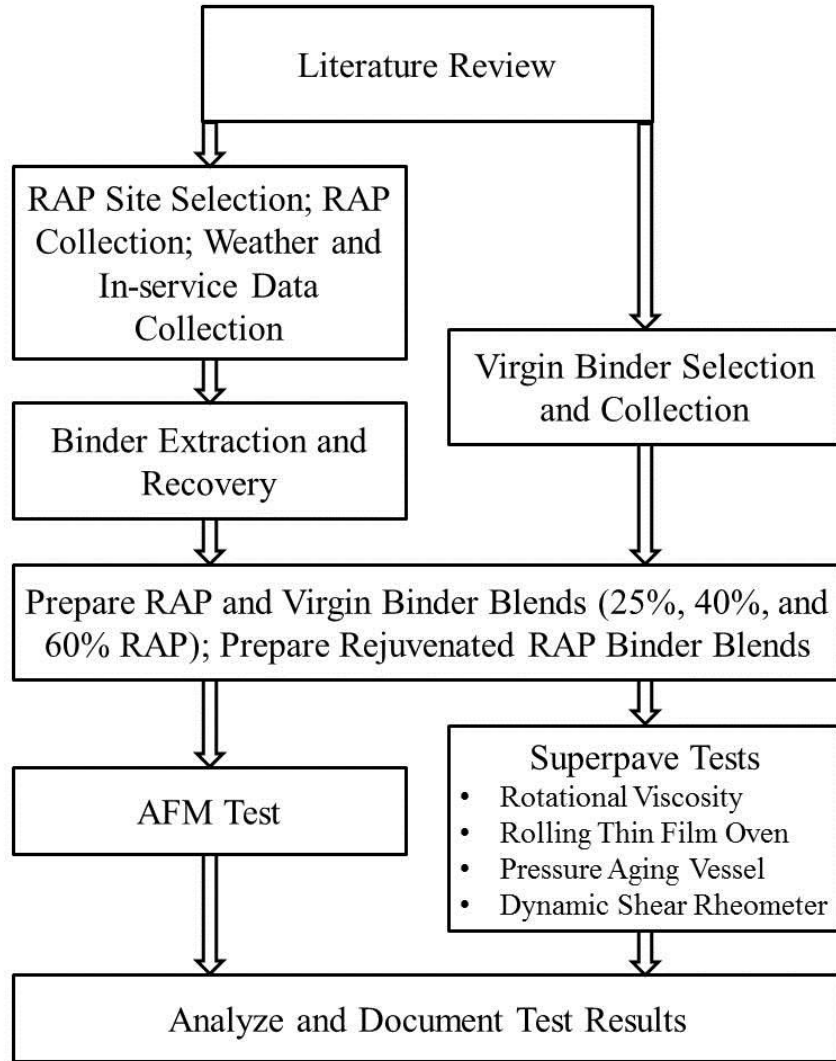 Literature Review
RAP Site Selection; RAP
Collection; Weather and
In-service Data
Collection
Virgin Binder Selection
and Collection
Binder Extraction and
Recovery
Prepare RAP and Virgin Binder Blends (25%, 40%, and
60% RAP); Prepare Rejuvenated RAP Binder Blends
AFM Test
Superpave Tests
• Rotational Viscosity
• Rolling Thin Film Oven
• Pressure Aging Vessel
• Dynamic Shear Rheometer
Analyze and Document Test Results